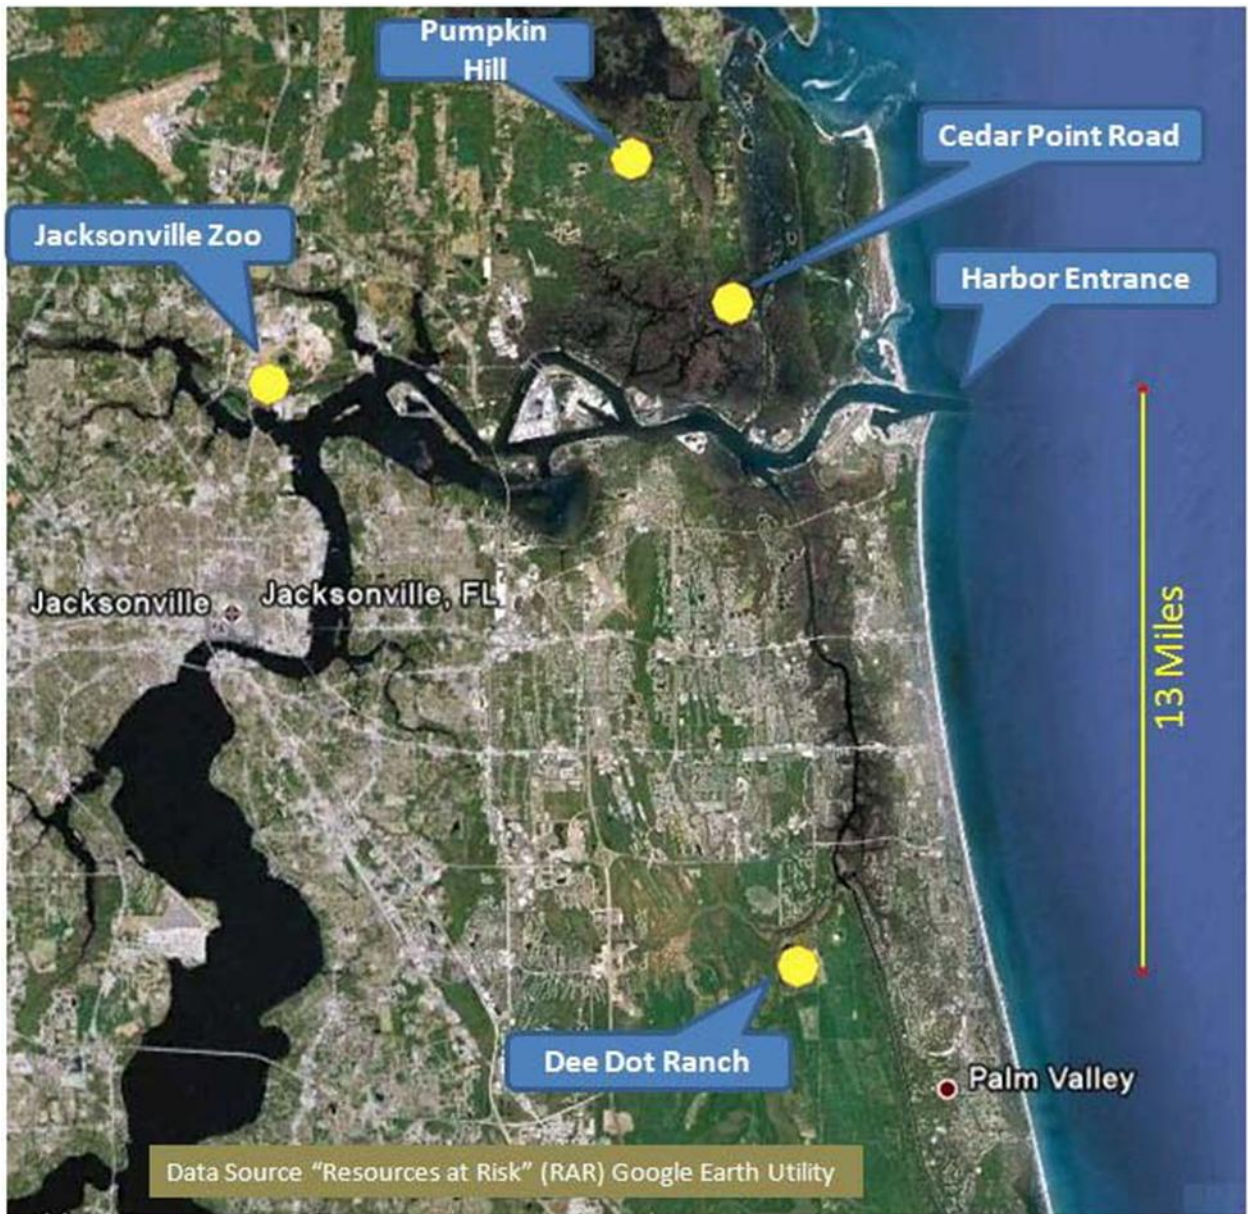 Pumpkin
Hill
Cedar Point Road
Jacksonville Zoo
Harbor Entrance
13 Miles
Jacksonville
Jacksonville, FL
Dee Dot Ranch
Palm Valley
Data Source “Resources at Risk” (RAR) Google Earth Utility